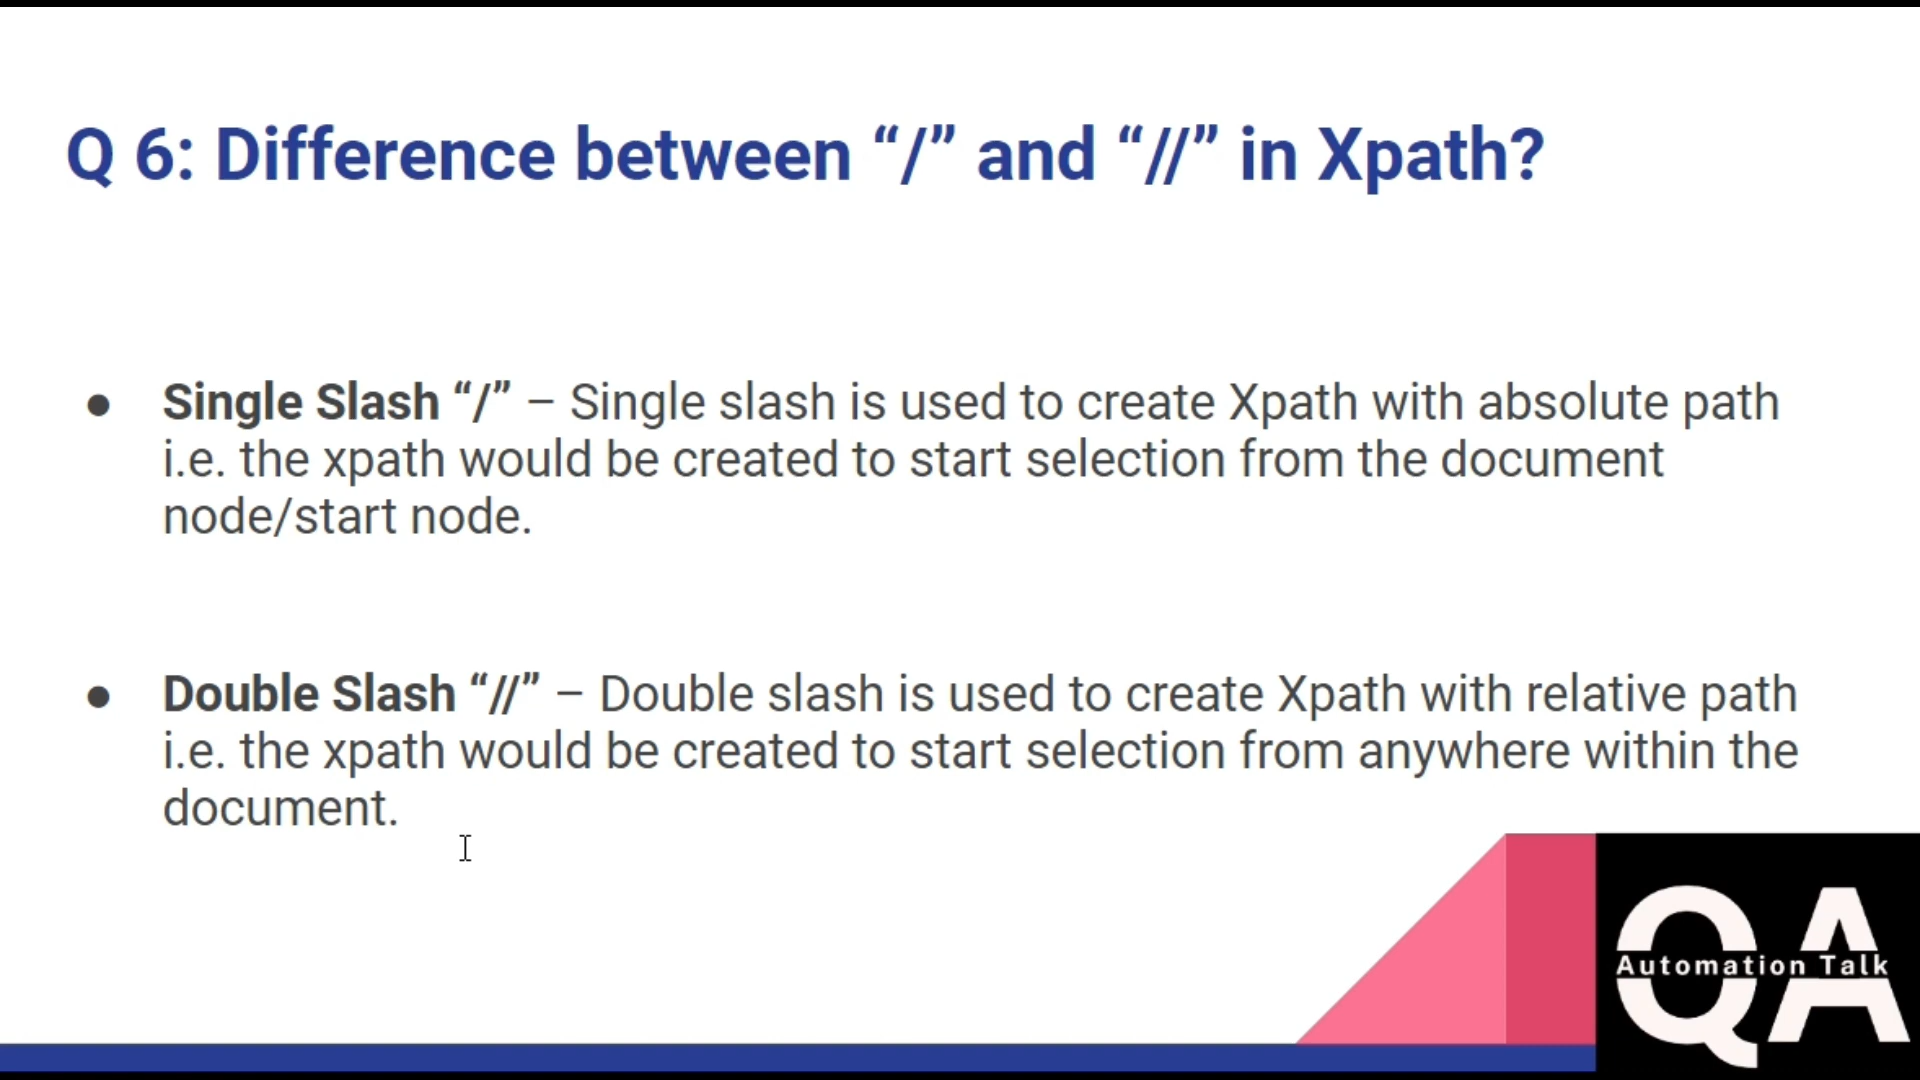 Q 6: Difference between “/” and “//” in Xpath?
● Single Slash “/” – Single slash is used to create Xpath with absolute path
i.e. the xpath would be created to start selection from the document
node/start node.
● Double Slash “//” – Double slash is used to create Xpath with relative path
i.e. the xpath would be created to start selection from anywhere within the
document.
QA
Automation Talk